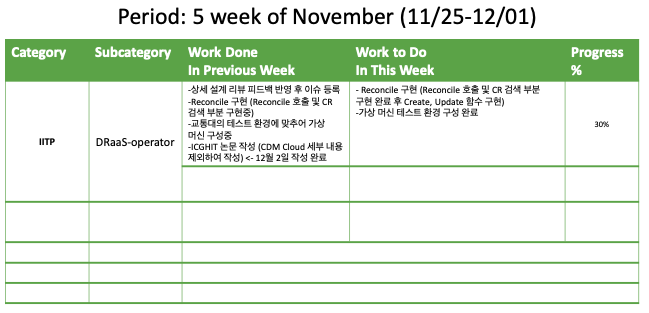 Period: 5 week of November (11/25-12/01)
Category
Subcategory
Work Done
In Previous Week
Work to Do
In This Week
Progress
%
IITP
DRaaS-operator
-상세 설계 리뷰 피드백 반영 후 이슈 등록
-Reconcile 구현 (Reconcile 호출 및 CR
검색 부분 구현중)
-교통대의 테스트 환경에 맞추어 가상
머신 구성중
-ICGHIT 논문 작성 (CDM Cloud 세부 내용
제외하여 작성) <- 12월 2일 작성 완료
- Reconcile 구현 (Reconcile 호출 및 CR 검색 부분
구현 완료 후 Create, Update 함수 구현)
-가상 머신 테스트 환경 구성 완료
30%